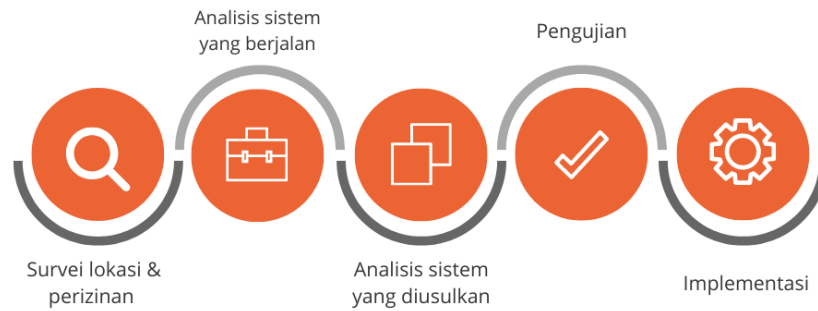 Survei lokasi &
perizinan
Analisis sistem
yang berjalan
Analisis sistem
yang diusulkan
Pengujian
Implementasi